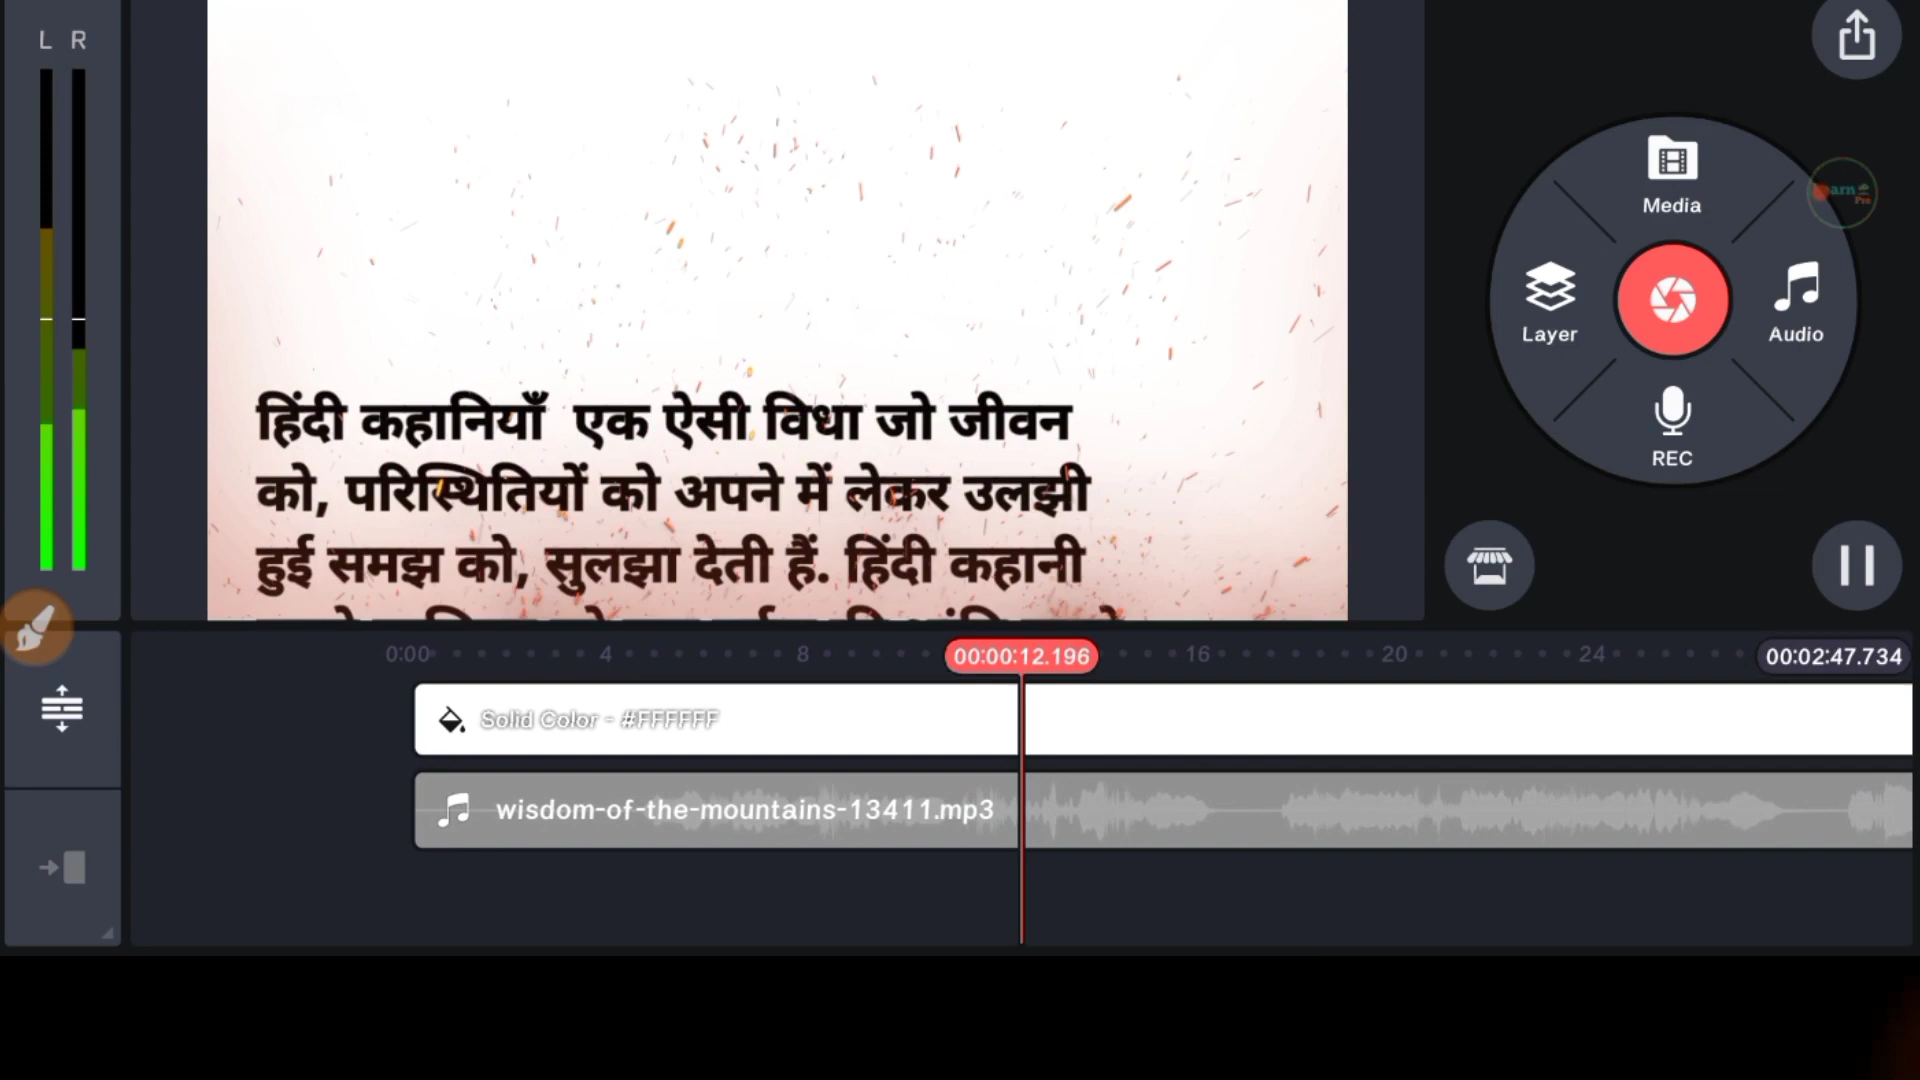 L R
हिंदी कहानियाँ एक ऐसी विधा जो जीवन
को, परिस्थितियों को अपने में लेकर उलझी
हुई समझ को, सुलझा देती हैं. हिंदी कहानी
Media
arn
Pro
Layer
Audio
REC
0:00 4 8 00:00:12.196 16 20 24 00:02:47.734
Solid Color - #FFFFFF
wisdom-of-the-mountains-13411.mp3